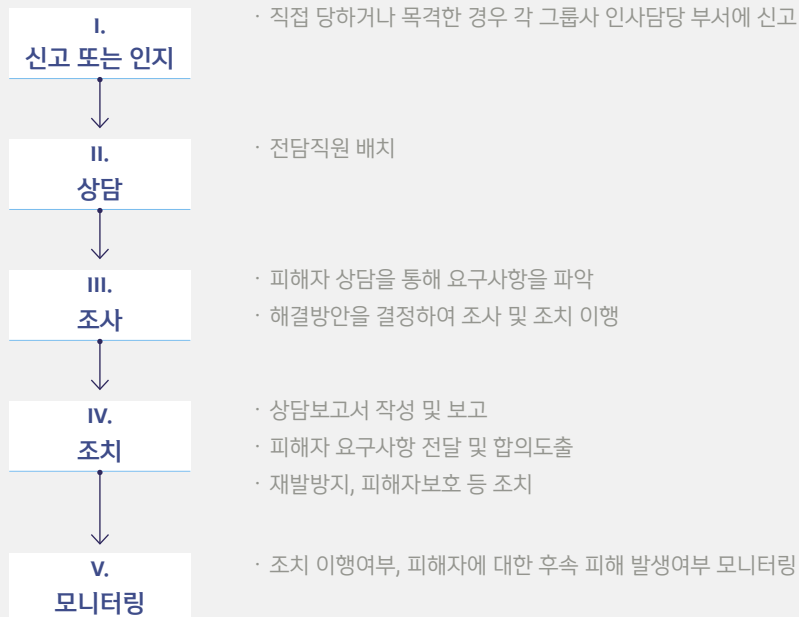 I.
신고 또는 인지
· 직접 당하거나 목격한 경우 각 그룹사 인사담당 부서에 신고
II.
상담
· 전담직원 배치
III.
조사
· 피해자 상담을 통해 요구사항을 파악
· 해결방안을 결정하여 조사 및 조치 이행
IV.
조치
· 상담보고서 작성 및 보고
· 피해자 요구사항 전달 및 합의도출
· 재발방지, 피해자보호 등 조치
V.
모니터링
· 조치 이행여부, 피해자에 대한 후속 피해 발생여부 모니터링